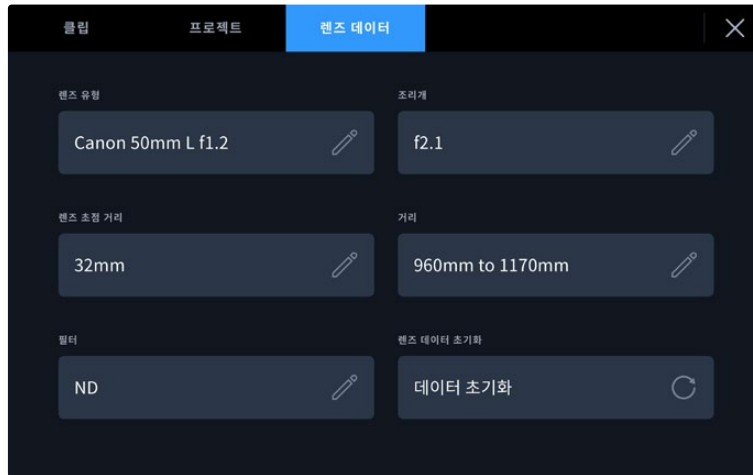 클립
프로젝트
렌즈 데이터
렌즈 유형
조리개
Canon 50mm L f1.2
f2.1
렌즈 초점 거리
거리
32mm
960mm to 1170mm
필터
렌즈 데이터 초기화
ND
데이터 초기화